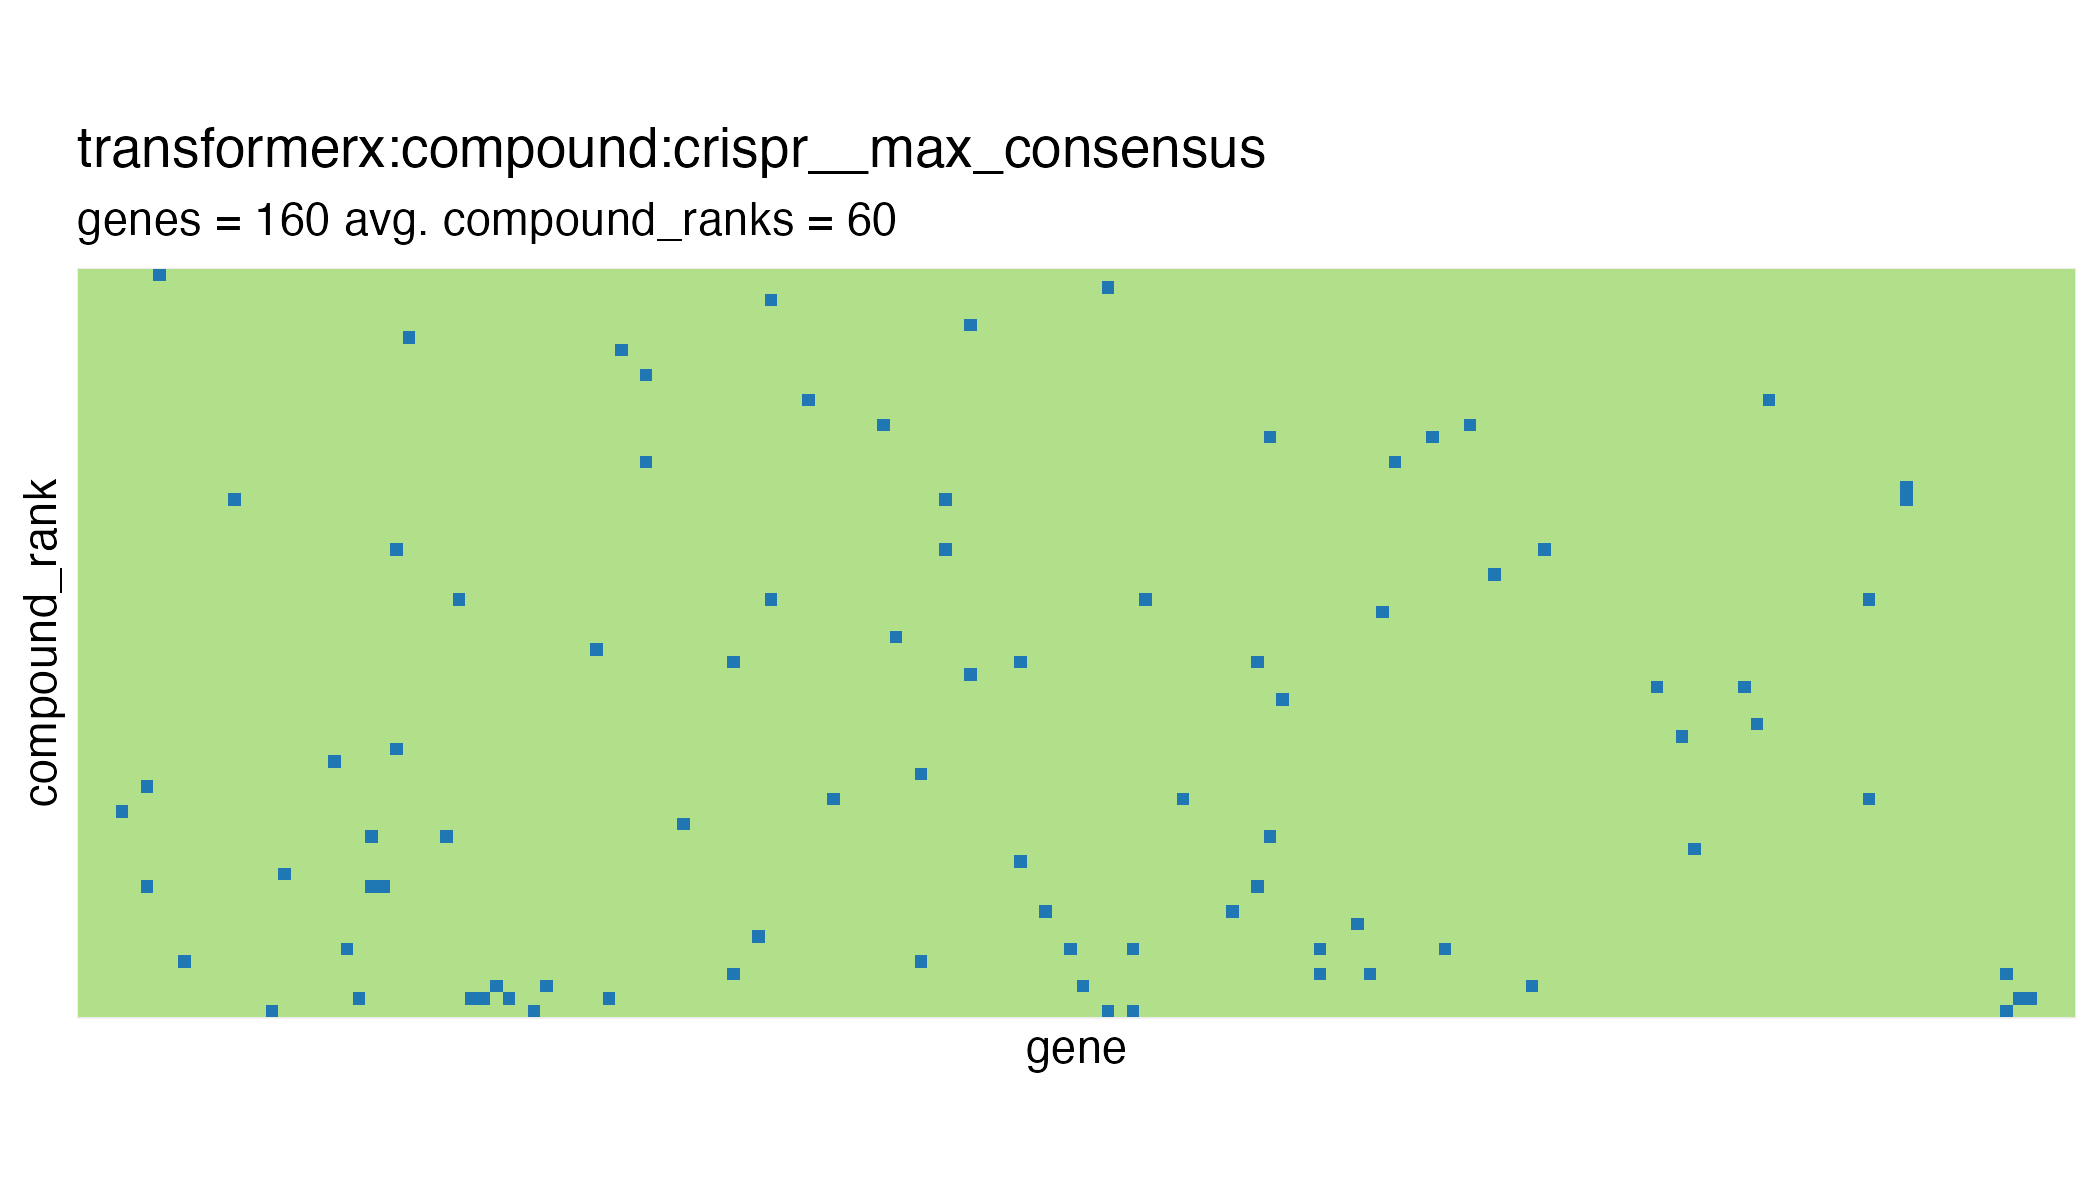 transformerx:compound:crispr__max_consensus
genes = 160 avg. compound_ranks = 60
compound_rank
gene